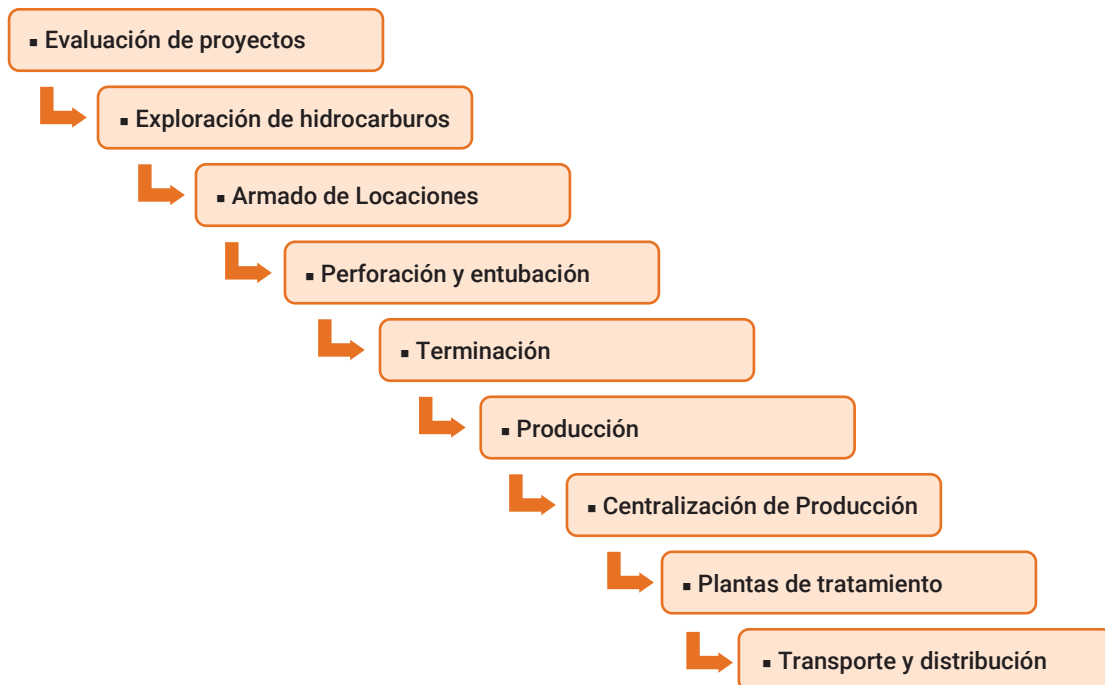 ▪ Evaluación de proyectos
▪ Exploración de hidrocarburos
▪ Armado de Locaciones
▪ Perforación y entubación
▪ Terminación
▪ Producción
▪ Centralización de Producción
▪ Plantas de tratamiento
▪ Transporte y distribución